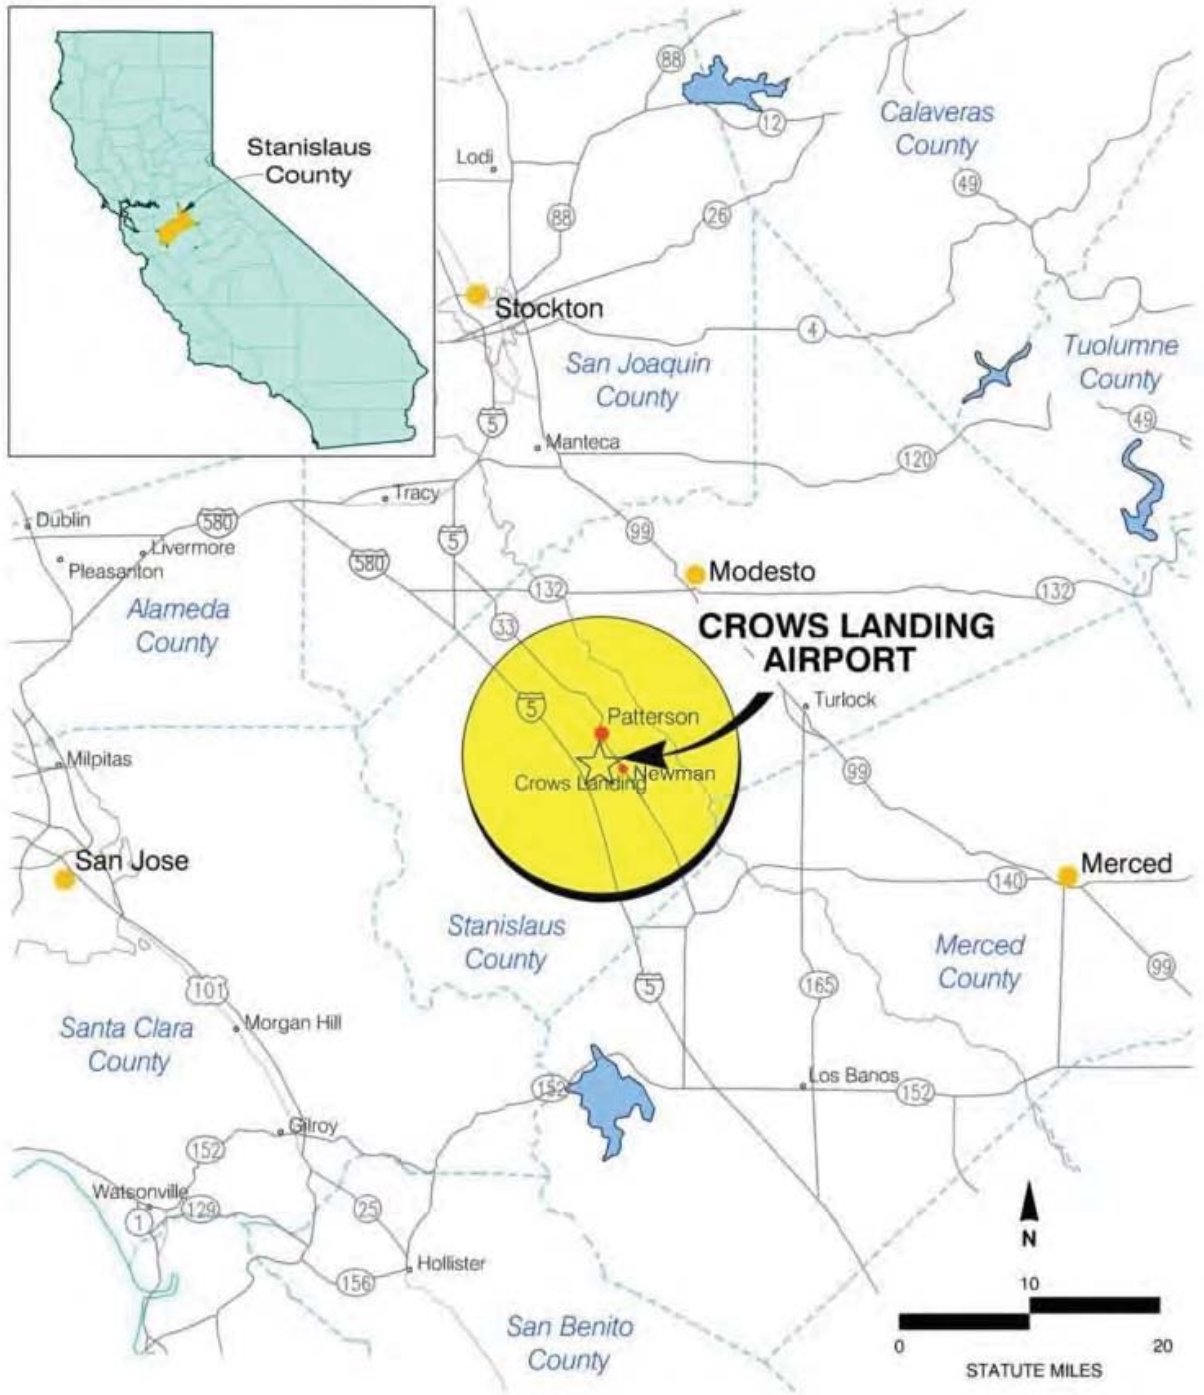 Stanislaus
County
88
12
Calaveras
County
Lodi
49
88
26
Stockton
4
San Joaquin
County
Tuolumne
County
5
49
Manteca
120
Tracy
Dublin
580
99
5
Livermore
580
Pleasanton
Modesto
132
132
Alameda
County
33
CROWS LANDING
AIRPORT
5
Turlock
Patterson
Milpitas
99
Newman
Crows Landing
San Jose
Merced
140
Stanislaus
County
Merced
County
99
101
5
165
Santa Clara
County
Morgan Hill
Los Banos
152
152
Gilroy
152
Watsonville
129
1
25
N
Hollister
156
10
San Benito
County
0
20
STATUTE MILES